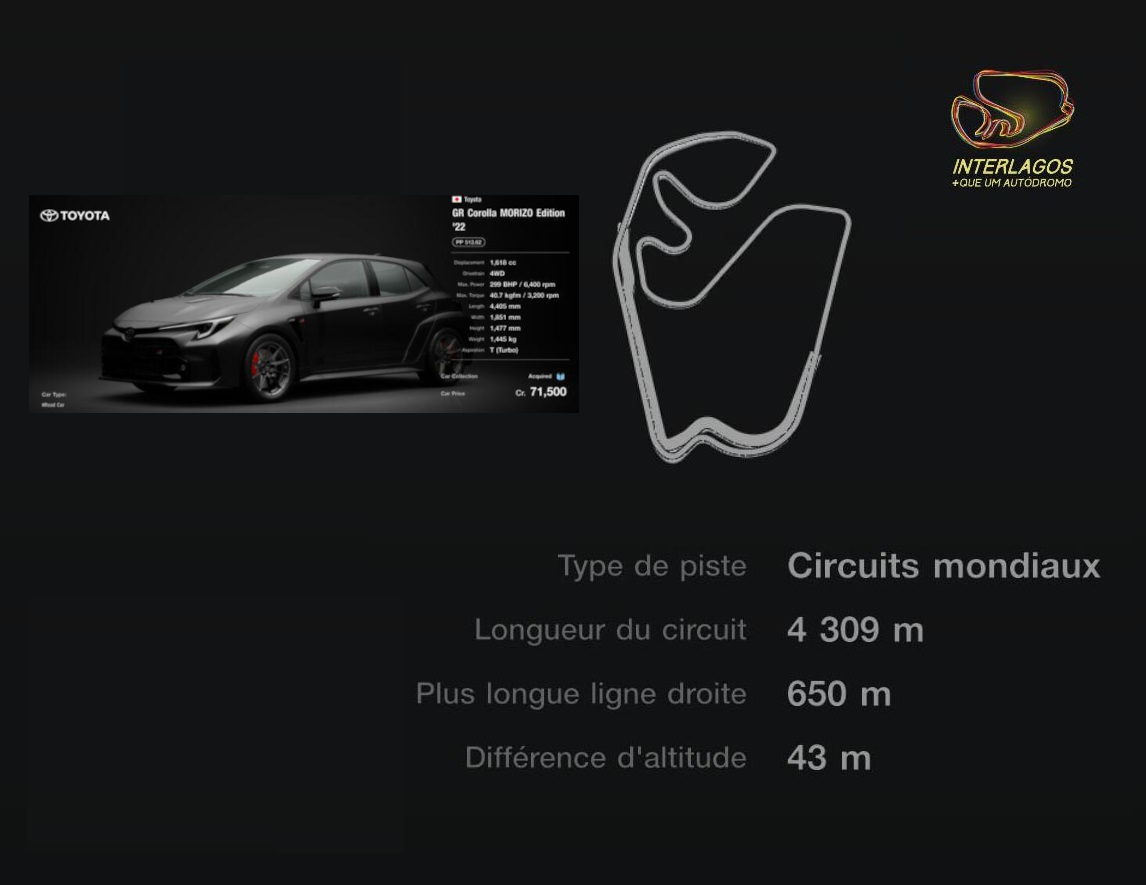 INTERLAGOS
+QUE UM AUTÓDROMO
TOYOTA
Toyota
GR Corolla MORIZO Edition
'22
PP 513.62
Displacement 1,618 cc
Drivetrain 4WD
Max. Power 299 BHP / 6,400 rpm
Max. Torque 40.7 kgfm / 3,200 rpm
Length 4,405 mm
Width 1,851 mm
Height 1,477 mm
Weight 1,445 kg
Aspiration T (Turbo)
Car Collection Acquired
Car Price Cr. 71,500
Car Type:
#Road Car
Type de piste Circuits mondiaux
Longueur du circuit 4 309 m
Plus longue ligne droite 650 m
Différence d'altitude 43 m